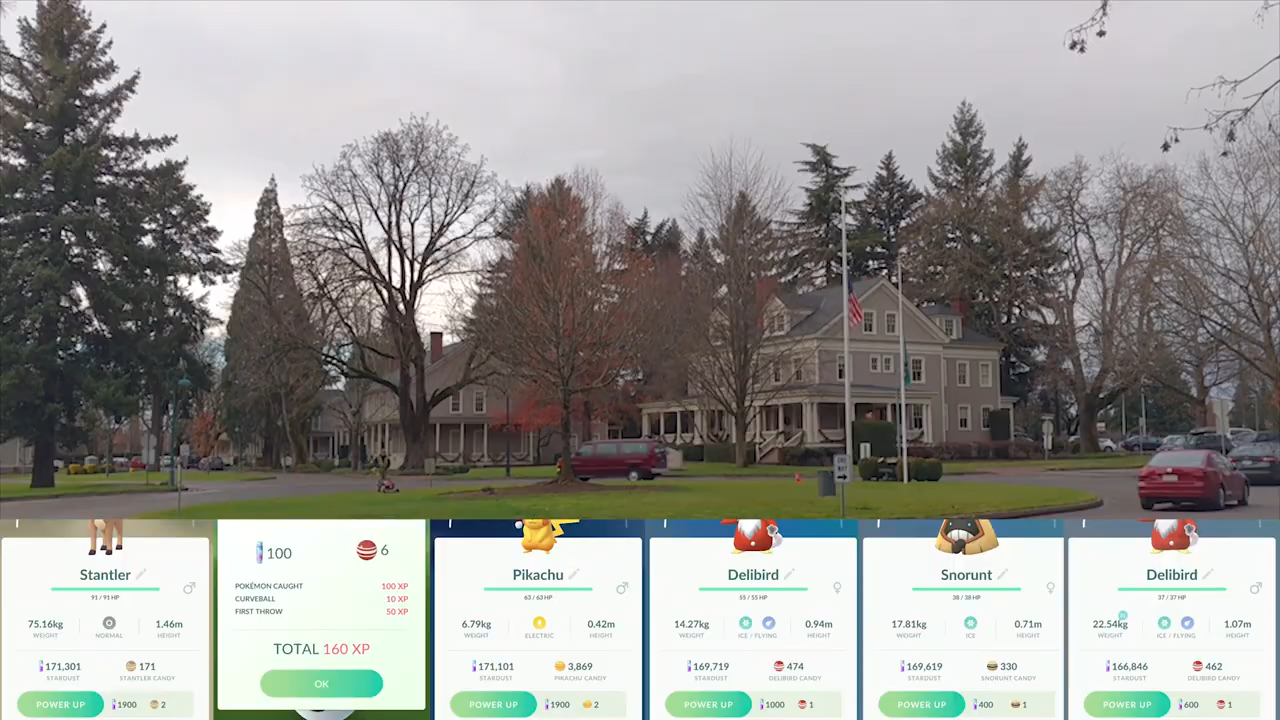 Stantler
91 / 91 HP
75.16kg
WEIGHT
NORMAL
1.46m
HEIGHT
171,301
STARDUST
171
STANTLER CANDY
POWER UP
1900
2
100
6
POKÉMON CAUGHT
100 XP
CURVEBALL
10 XP
FIRST THROW
50 XP
TOTAL 160 XP
OK
Pikachu
63 / 63 HP
6.79kg
WEIGHT
ELECTRIC
0.42m
HEIGHT
171,101
STARDUST
3,869
PIKACHU CANDY
POWER UP
1900
2
Delibird
55 / 55 HP
14.27kg
WEIGHT
ICE / FLYING
0.94m
HEIGHT
169,719
STARDUST
474
DELIBIRD CANDY
POWER UP
1000
1
Snorunt
38 / 38 HP
17.81kg
WEIGHT
ICE
0.71m
HEIGHT
169,619
STARDUST
330
SNORUNT CANDY
POWER UP
400
1
Delibird
37 / 37 HP
22.54kg
WEIGHT
ICE / FLYING
1.07m
HEIGHT
166,846
STARDUST
462
DELIBIRD CANDY
POWER UP
600
1